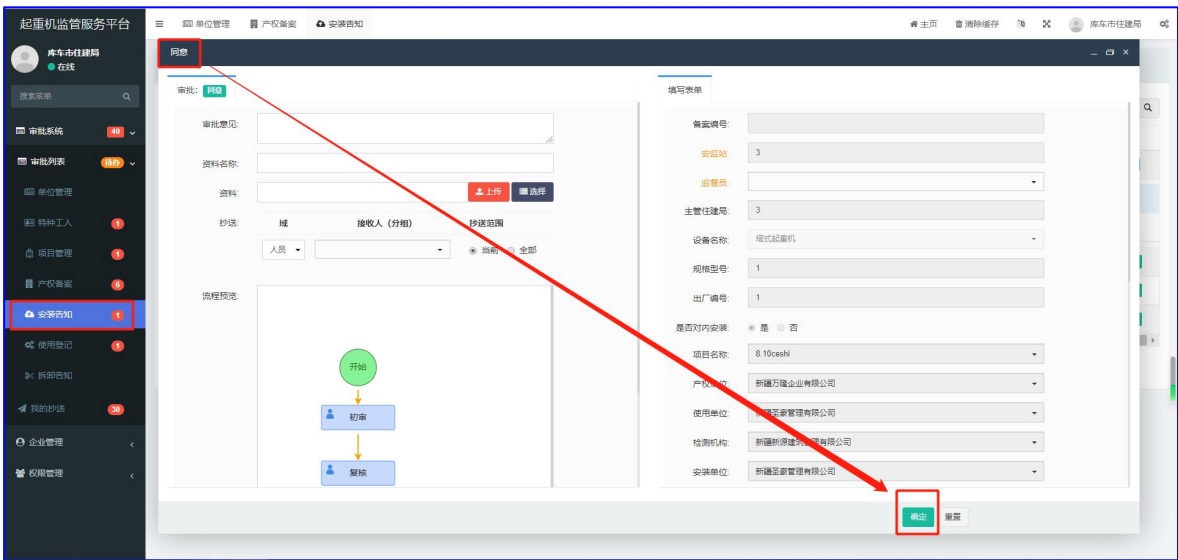 起重机监管服务平台
单位管理 产权备案 安装告知
主页 清除缓存 库车市住建局
库车市住建局
在线
搜索菜单
审批系统 40
审批列表 待办
单位管理
特种工人 1
项目管理 1
产权备案 6
安装告知 1
使用登记 1
拆卸告知
我的抄送 30
企业管理
权限管理
同意
审批: 同意
审批意见:
资料名称:
资料: 上传 选择
抄送: 域 接收人(分组) 抄送范围
人员 当前 全部
流程预览:
开始
初审
复核
填写表单
备案编号:
安监站: 3
监督员:
主管住建局: 3
设备名称: 塔式起重机
规格型号: 1
出厂编号: 1
是否对内安装: 是 否
项目名称: 8.10ceshi
产权单位: 新疆万隆企业有限公司
使用单位: 新疆圣豪管理有限公司
检测机构: 新疆新源建筑管理有限公司
安装单位: 新疆圣豪管理有限公司
确定 重置